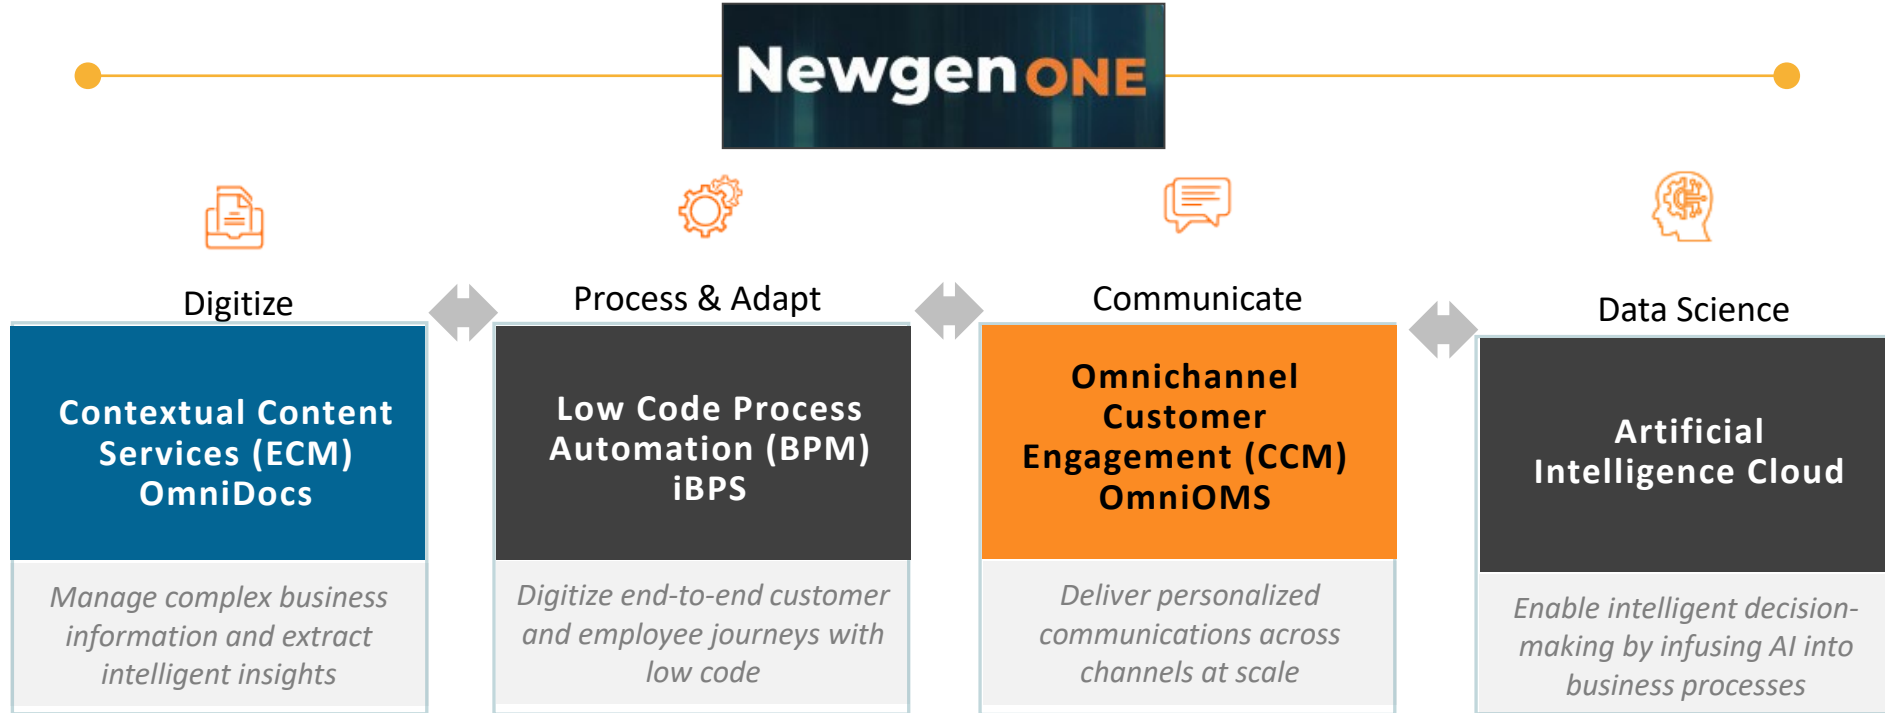 Newgen ONE
Digitize
Contextual Content
Services (ECM)
OmniDocs
Manage complex business
information and extract
intelligent insights
Process & Adapt
Low Code Process
Automation (BPM)
iBPS
Digitize end-to-end customer
and employee journeys with
low code
Communicate
Omnichannel
Customer
Engagement (CCM)
OmniOMS
Deliver personalized
communications across
channels at scale
Data Science
Artificial
Intelligence Cloud
Enable intelligent decision-
making by infusing AI into
business processes